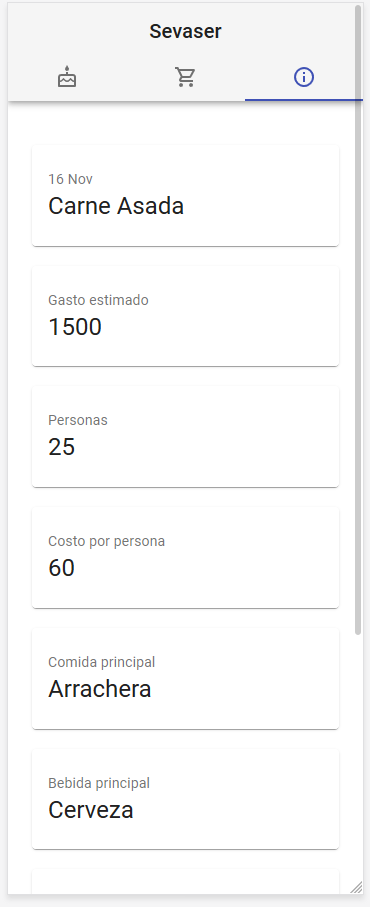 Sevaser
16 Nov
Carne Asada
Gasto estimado
1500
Personas
25
Costo por persona
60
Comida principal
Arrachera
Bebida principal
Cerveza